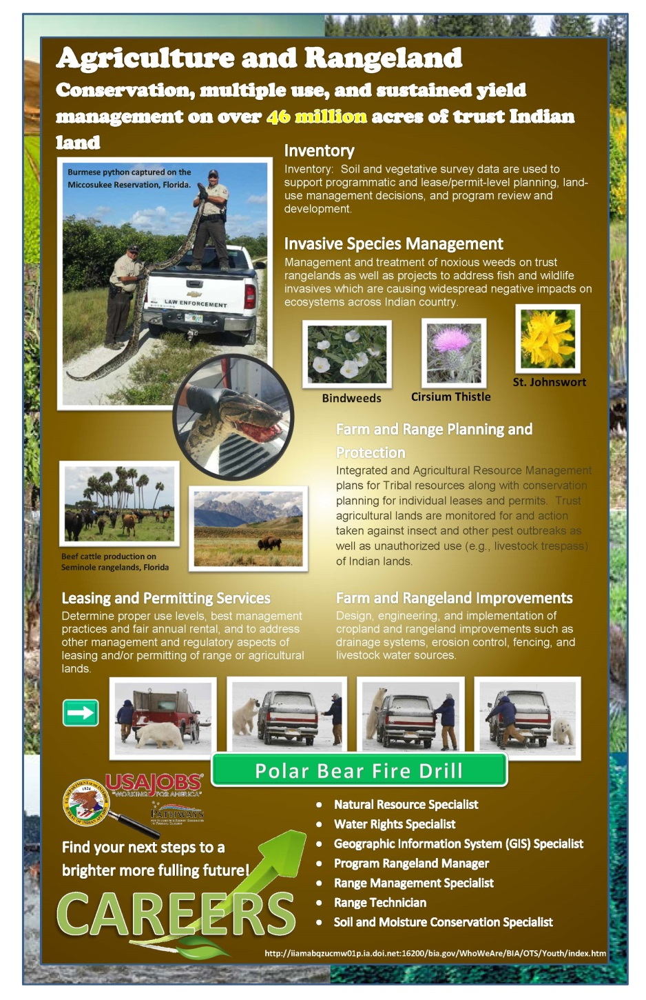 Agriculture and Rangeland
Conservation, multiple use, and sustained yield
management on over 46 million acres of trust Indian
land
Burmese python captured on the
Miccosukee Reservation, Florida.
LAW ENFORCEMENT
Inventory
Inventory:  Soil and vegetative survey data are used to
support programmatic and lease/permit-level planning, land-
use management decisions, and program review and
development.
Invasive Species Management
Management and treatment of noxious weeds on trust
rangelands as well as projects to address fish and wildlife
invasives which are causing widespread negative impacts on
ecosystems across Indian country.
Bindweeds
Cirsium Thistle
St. Johnswort
Farm and Range Planning and
Protection
Integrated and Agricultural Resource Management
plans for Tribal resources along with conservation
planning for individual leases and permits.  Trust
agricultural lands are monitored for and action
taken against insect and other pest outbreaks as
well as unauthorized use (e.g., livestock trespass)
of Indian lands.
Beef cattle production on
Seminole rangelands, Florida
Leasing and Permitting Services
Determine proper use levels, best management
practices and fair annual rental, and to address
other management and regulatory aspects of
leasing and/or permitting of range or agricultural
lands.
Farm and Rangeland Improvements
Design, engineering, and implementation of
cropland and rangeland improvements such as
drainage systems, erosion control, fencing, and
livestock water sources.
Polar Bear Fire Drill
U.S. DEPARTMENT OF THE INTERIOR
1824
BUREAU OF INDIAN AFFAIRS
USAJOBS
"WORKING FOR AMERICA"
PATHWAYS
Find your next steps to a
brighter more fulling future!
CAREERS
• Natural Resource Specialist
• Water Rights Specialist
• Geographic Information System (GIS) Specialist
• Program Rangeland Manager
• Range Management Specialist
• Range Technician
• Soil and Moisture Conservation Specialist
http://iiamabqzucmw01p.ia.doi.net:16200/bia.gov/WhoWeAre/BIA/OTS/Youth/index.htm